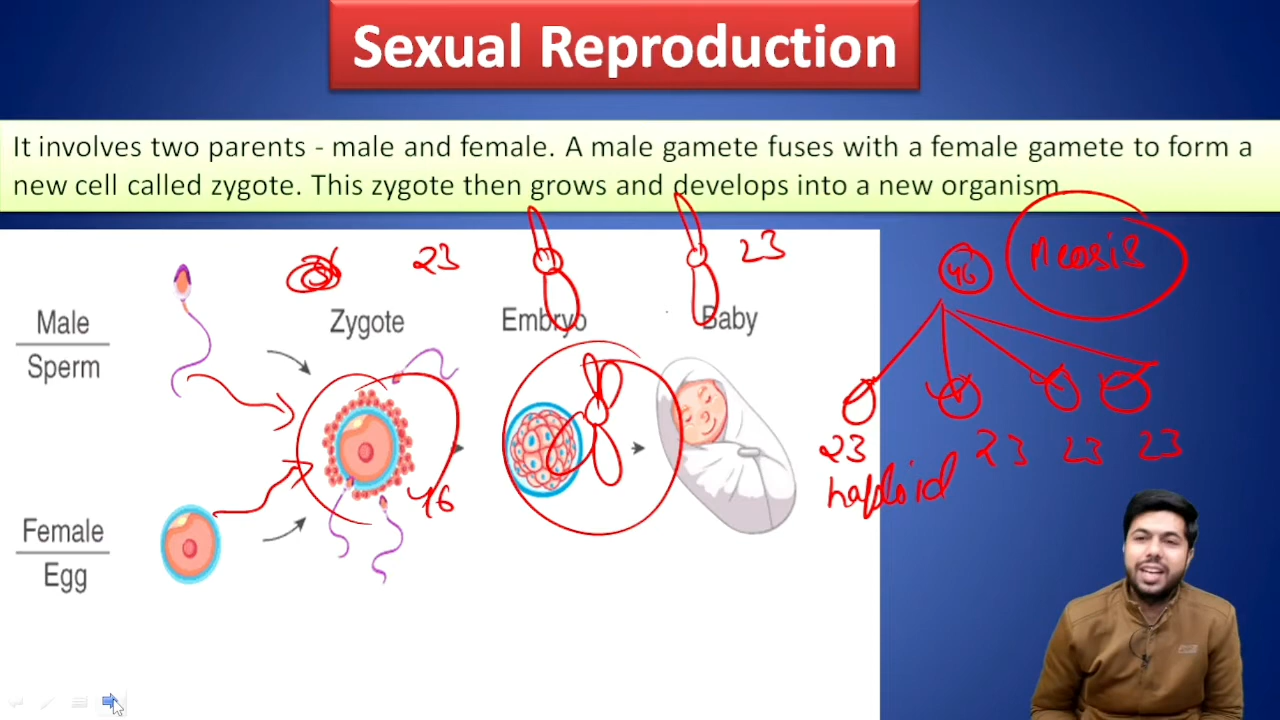 Sexual Reproduction
It involves two parents - male and female. A male gamete fuses with a female gamete to form a
new cell called zygote. This zygote then grows and develops into a new organism
23
23
46
meosis
Male
Sperm
Zygote
Embryo
Baby
46
23
23
23
23
haploid
Female
Egg